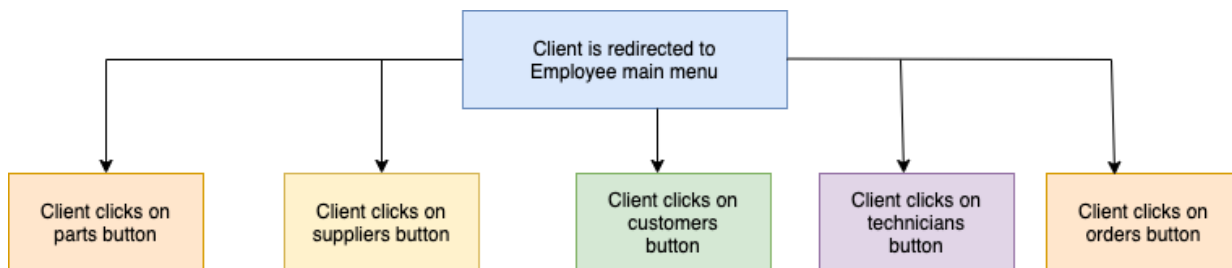 Client is redirected to
Employee main menu
Client clicks on
parts button
Client clicks on
suppliers button
Client clicks on
customers
button
Client clicks on
technicians
button
Client clicks on
orders button